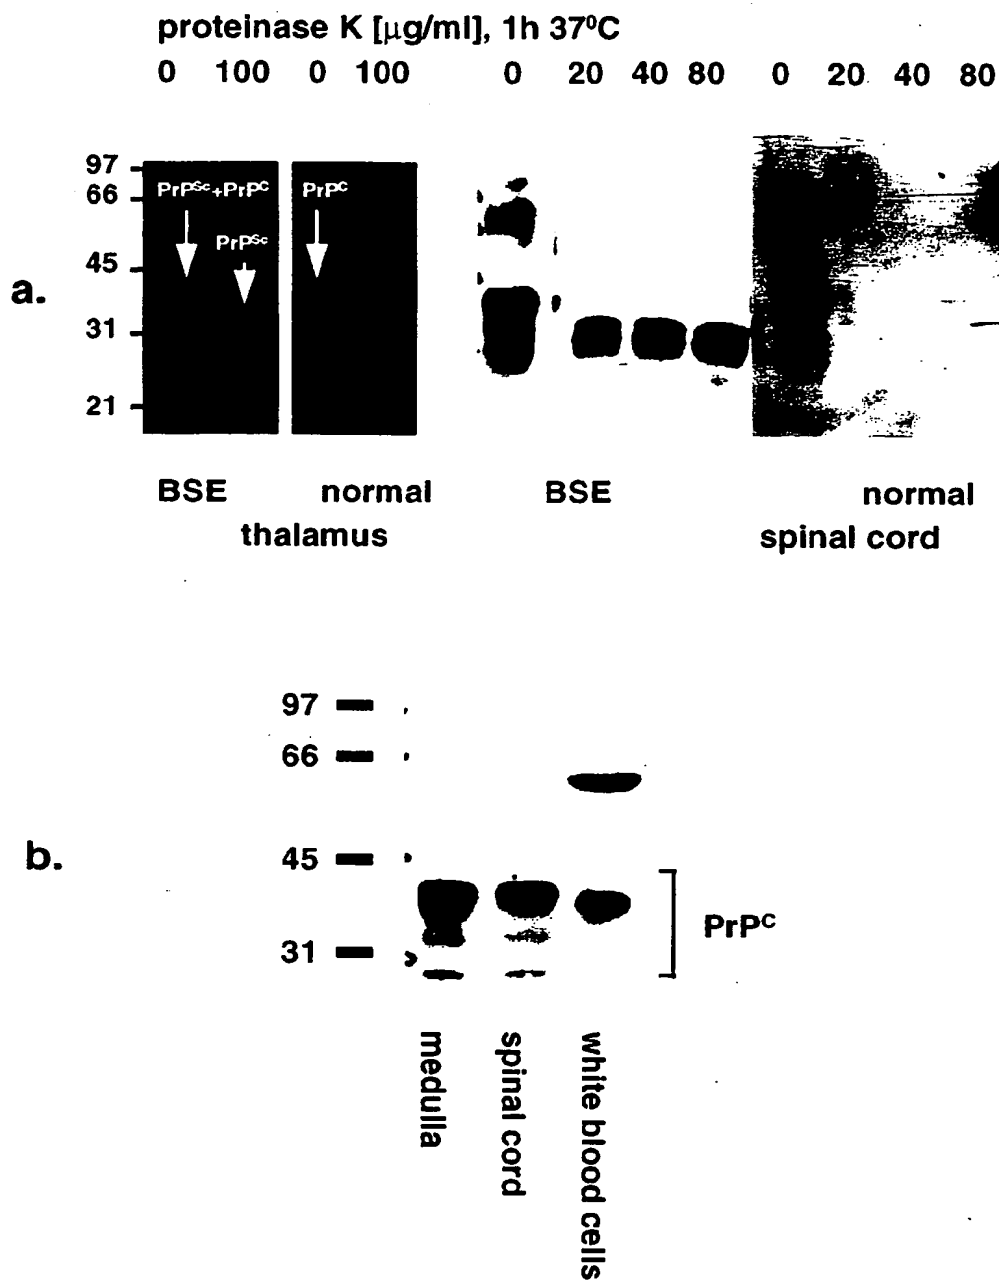 proteinase K [µg/ml], 1h 37⁰C
0 100 0 100 0 20 40 80 0 20 40 80
97
66
45
31
21
PrPSc+PrPC
PrPSc
PrPC
a.
BSE normal BSE normal
thalamus spinal cord
97
66
45
31
b.
PrPC
medulla
spinal cord
white blood cells